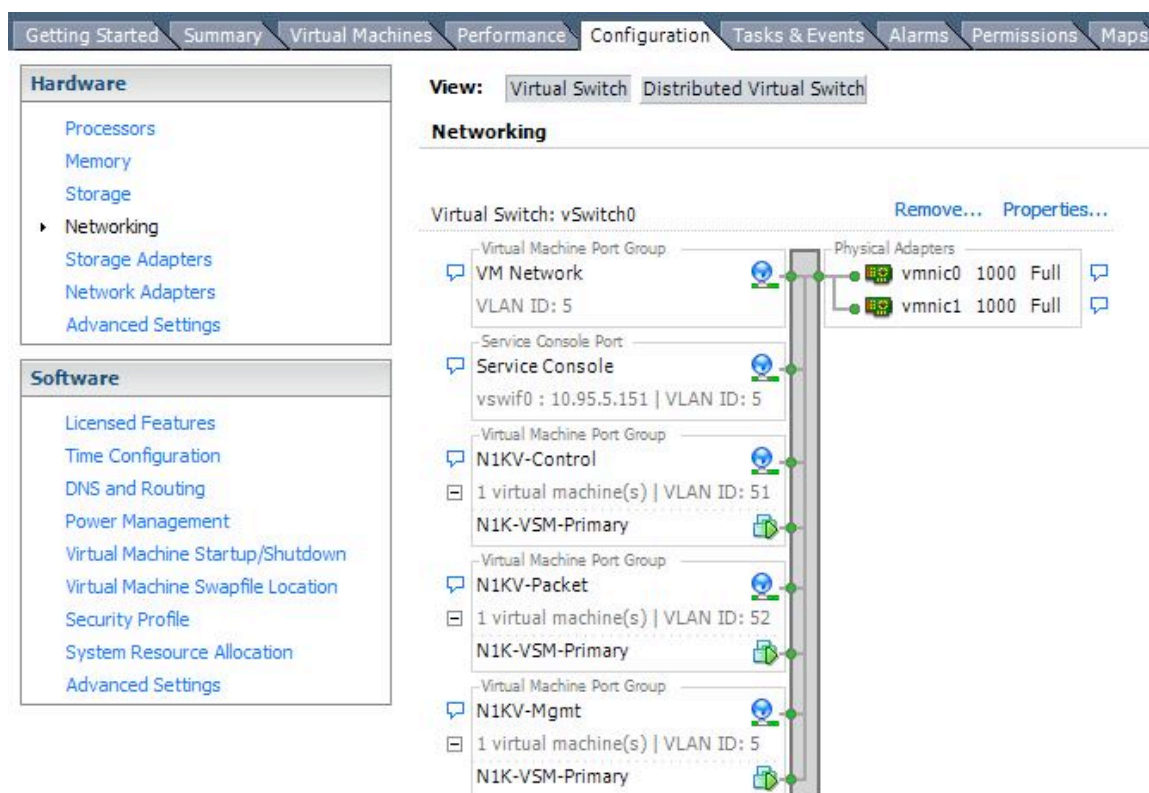 Getting Started Summary Virtual Machines Performance Configuration Tasks & Events Alarms Permissions Maps
Hardware
Processors
Memory
Storage
Networking
Storage Adapters
Network Adapters
Advanced Settings
Software
Licensed Features
Time Configuration
DNS and Routing
Power Management
Virtual Machine Startup/Shutdown
Virtual Machine Swapfile Location
Security Profile
System Resource Allocation
Advanced Settings
View: Virtual Switch Distributed Virtual Switch
Networking
Virtual Switch: vSwitch0 Remove... Properties...
Virtual Machine Port Group
VM Network
VLAN ID: 5
Physical Adapters
vmnic0 1000 Full
vmnic1 1000 Full
Service Console Port
Service Console
vswif0 : 10.95.5.151 | VLAN ID: 5
Virtual Machine Port Group
N1KV-Control
1 virtual machine(s) | VLAN ID: 51
N1K-VSM-Primary
Virtual Machine Port Group
N1KV-Packet
1 virtual machine(s) | VLAN ID: 52
N1K-VSM-Primary
Virtual Machine Port Group
N1KV-Mgmt
1 virtual machine(s) | VLAN ID: 5
N1K-VSM-Primary